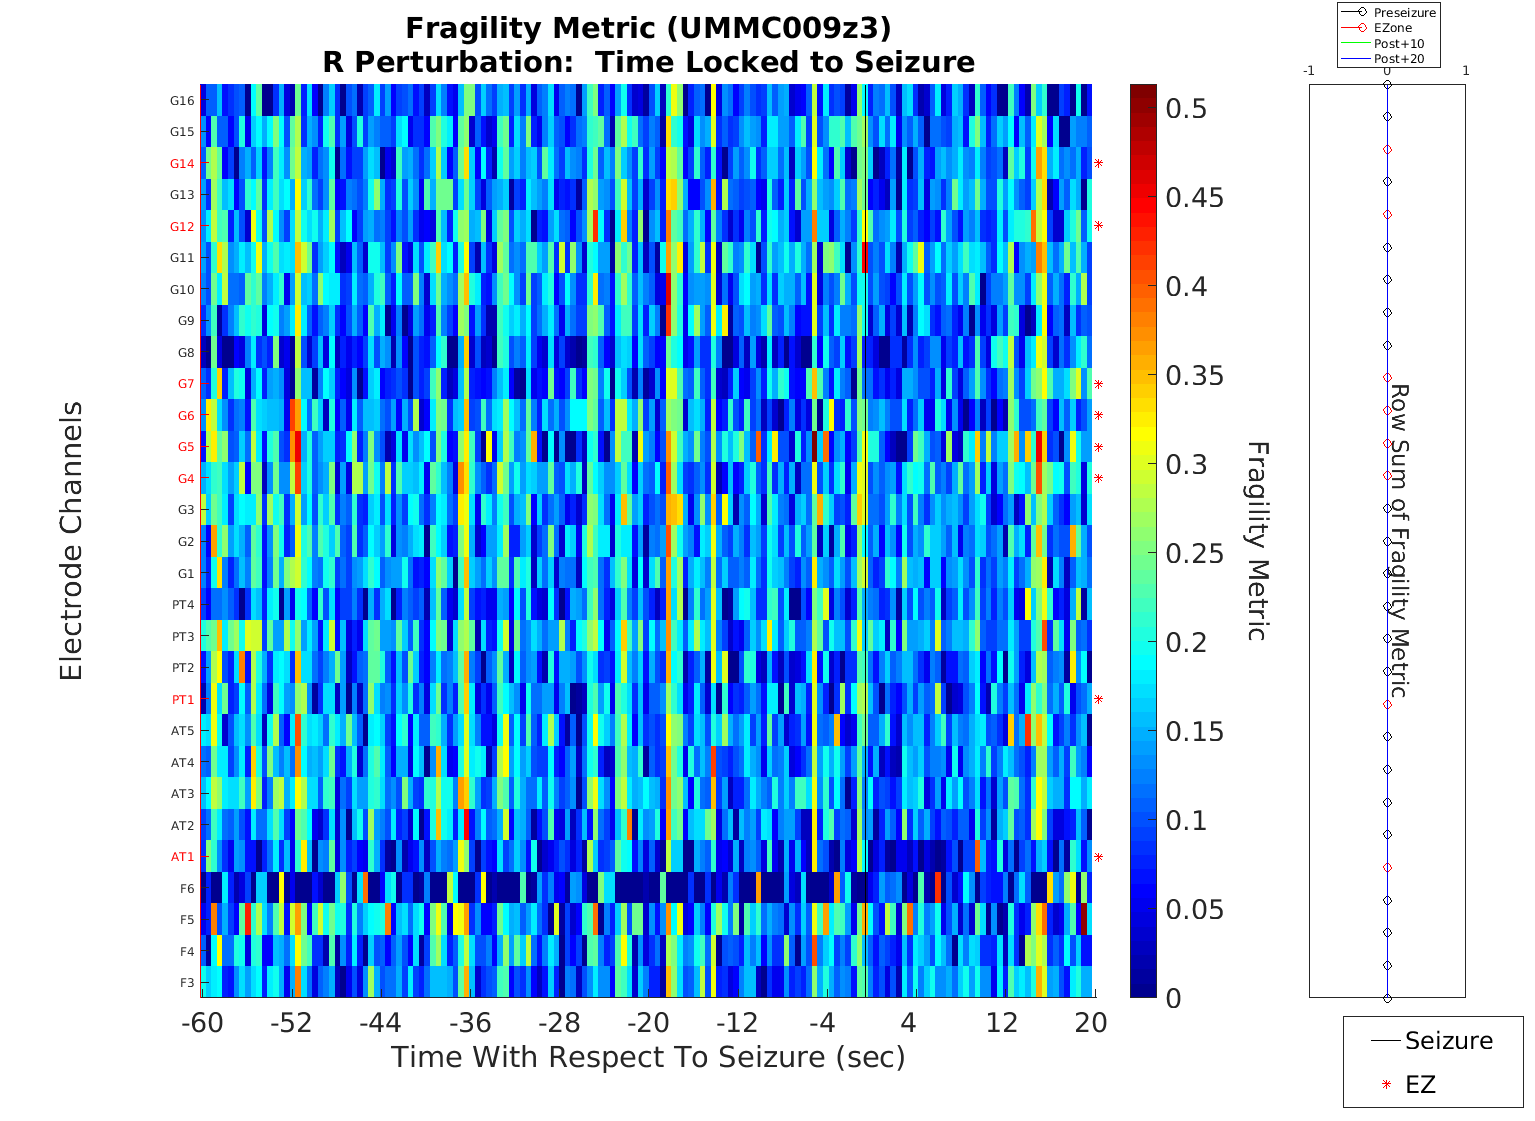 Fragility Metric (UMMC009z3)
R Perturbation:  Time Locked to Seizure
Electrode Channels
G16
G15
G14
G13
G12
G11
G10
G9
G8
G7
G6
G5
G4
G3
G2
G1
PT4
PT3
PT2
PT1
AT5
AT4
AT3
AT2
AT1
F6
F5
F4
F3
-60 -52 -44 -36 -28 -20 -12 -4 4 12 20
Time With Respect To Seizure (sec)
0.5
0.45
0.4
0.35
0.3
0.25
0.2
0.15
0.1
0.05
0
Fragility Metric
Preseizure
EZone
Post+10
Post+20
-1 0 1
Row Sum of Fragility Metric
Seizure
EZ